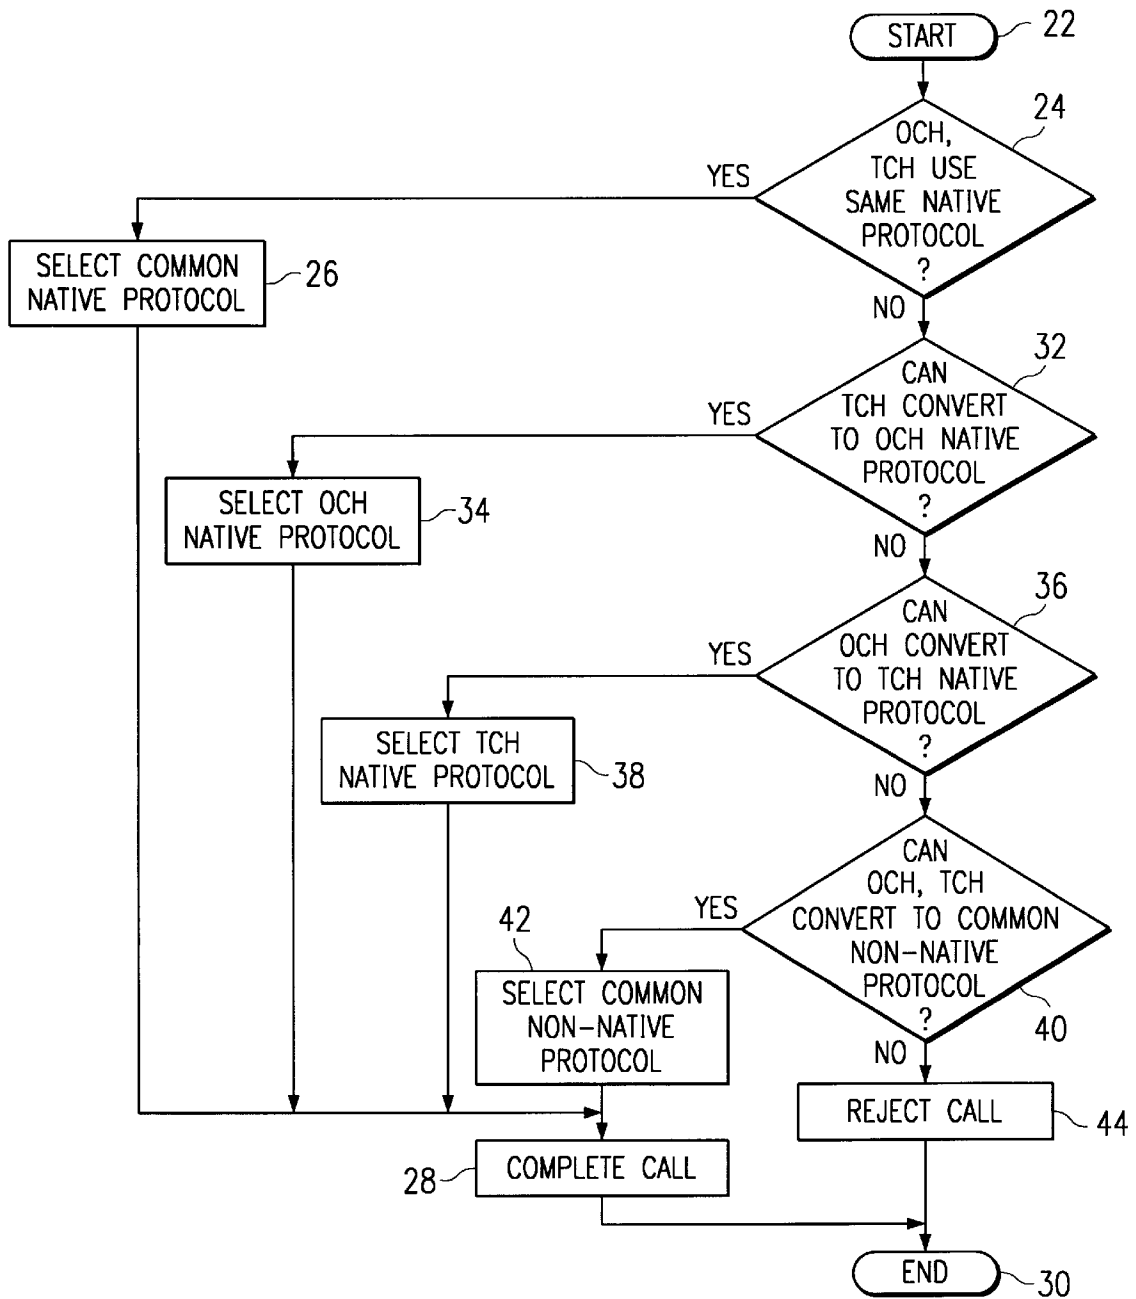 START
22
24
OCH,
TCH USE
SAME NATIVE
PROTOCOL
?
YES
NO
SELECT COMMON
NATIVE PROTOCOL
26
32
CAN
TCH CONVERT
TO OCH NATIVE
PROTOCOL
?
YES
NO
SELECT OCH
NATIVE PROTOCOL
34
36
CAN
OCH CONVERT
TO TCH NATIVE
PROTOCOL
?
YES
NO
SELECT TCH
NATIVE PROTOCOL
38
CAN
OCH, TCH
CONVERT TO COMMON
NON-NATIVE
PROTOCOL
?
40
YES
NO
42
SELECT COMMON
NON-NATIVE
PROTOCOL
REJECT CALL
44
COMPLETE CALL
28
END
30